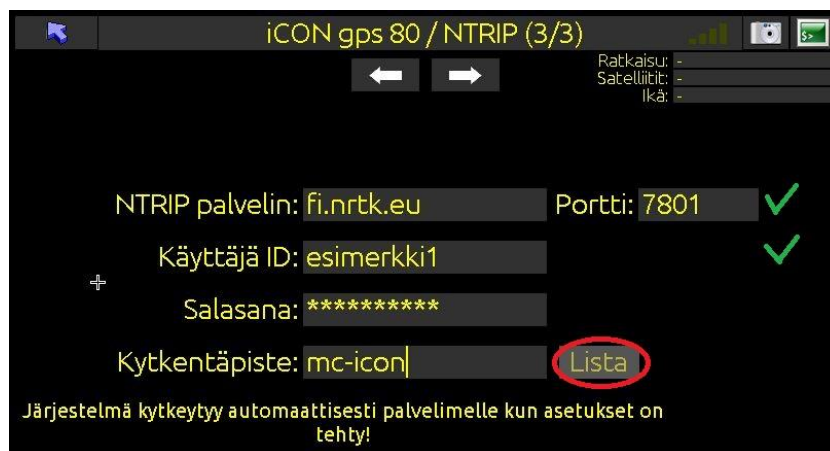 iCON gps 80 / NTRIP (3/3)
$>
Ratkaisu: -
Satelliitit: -
Ikä: -
NTRIP palvelin: fi.nrtk.eu Portti: 7801
Käyttäjä ID: esimerkki1
Salasana: **********
Kytkentäpiste: mc-icon Lista
Järjestelmä kytkeytyy automaattisesti palvelimelle kun asetukset on
tehty!